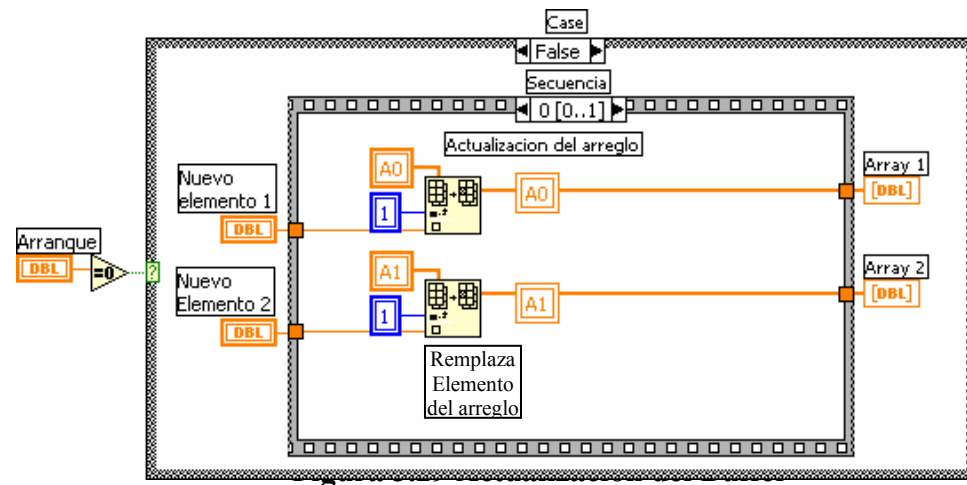 Case
False
Secuencia
0 [0..1]
Actualizacion del arreglo
Nuevo
elemento 1
DBL
A0
1
A0
Array 1
[DBL]
Arranque
DBL
=0
?
Nuevo
Elemento 2
DBL
A1
1
A1
Array 2
[DBL]
Remplaza
Elemento
del arreglo